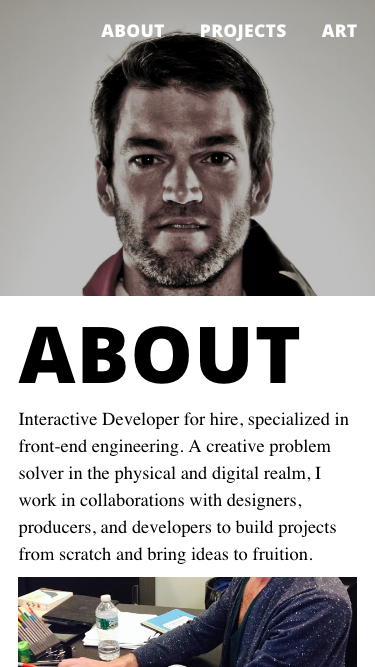 ABOUT PROJECTS ART
ABOUT
Interactive Developer for hire, specialized in
front-end engineering. A creative problem
solver in the physical and digital realm, I
work in collaborations with designers,
producers, and developers to build projects
from scratch and bring ideas to fruition.